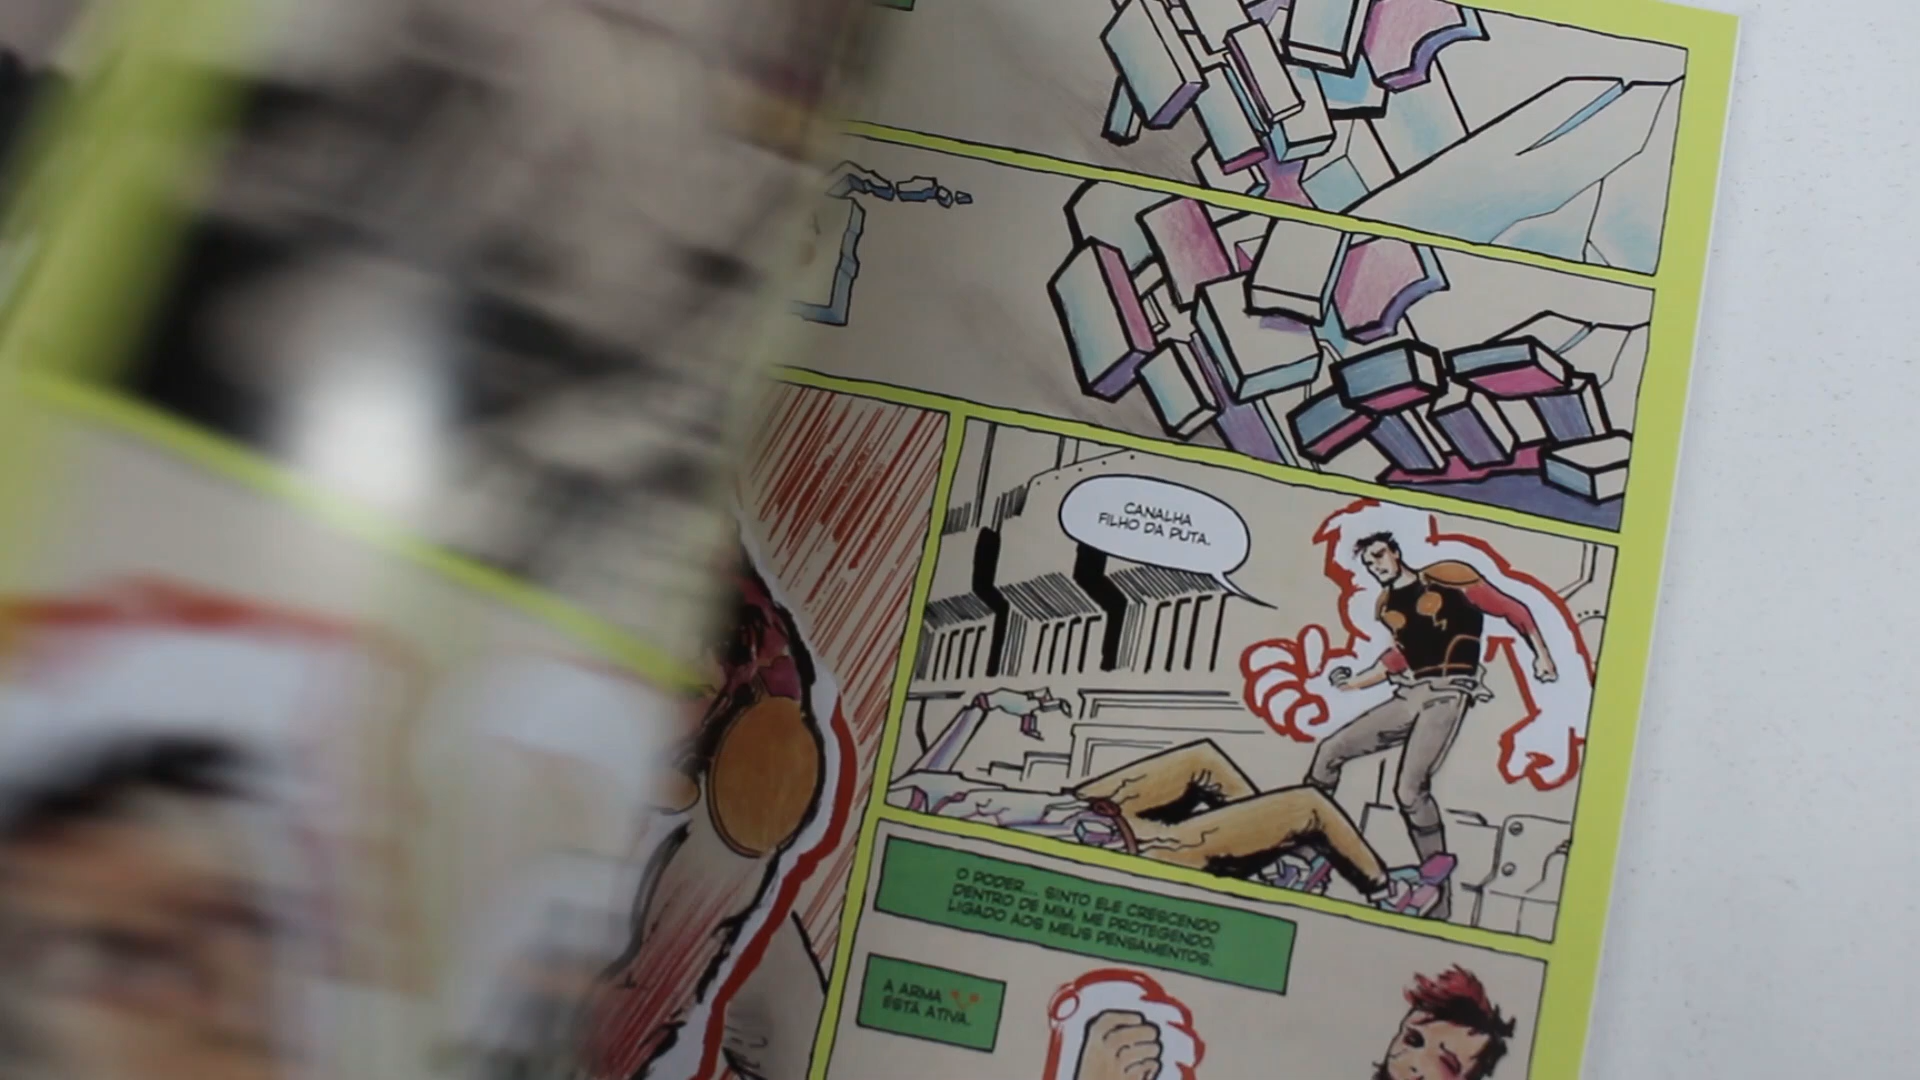 CANALHA
FILHO DA PUTA.
O PODER... SINTO ELE CRESCENDO
DENTRO DE MIM, ME PROTEGENDO,
LIGADO AOS MEUS PENSAMENTOS.
A ARMA
ESTÁ ATIVA.